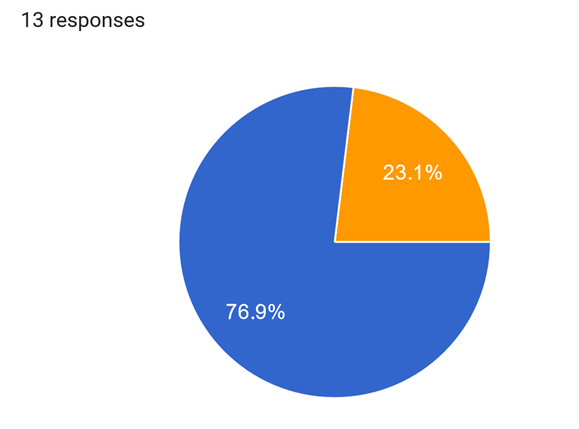 13 responses
23.1%
76.9%